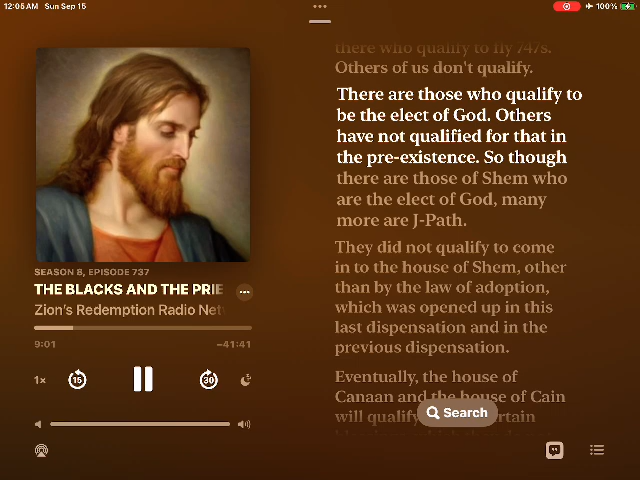 12:05 AM Sun Sep 15
100%
there who qualify to fly 747s.
Others of us don't qualify.
There are those who qualify to
be the elect of God. Others
have not qualified for that in
the pre-existence. So though
there are those of Shem who
are the elect of God, many
more are J-Path.
They did not qualify to come
in to the house of Shem, other
than by the law of adoption,
which was opened up in this
last dispensation and in the
previous dispensation.
Eventually, the house of
Canaan and the house of Cain
will qualify
Search
SEASON 8, EPISODE 737
THE BLACKS AND THE PRIE
Zion's Redemption Radio Net
9:01
-41:41
1x
15
30